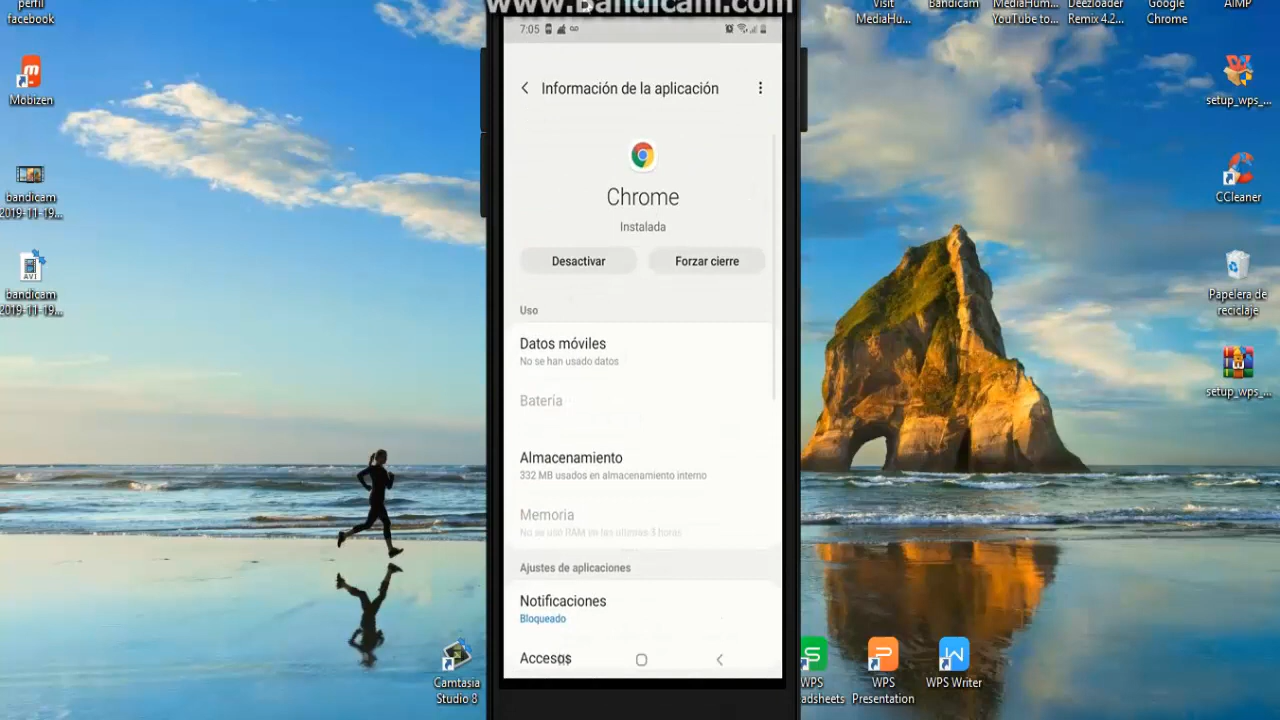 perfil
facebook
Mobizen
bandicam
2019-11-19...
bandicam
2019-11-19...
Camtasia
Studio 8
www.Bandicam.com
7:05
Información de la aplicación
Chrome
Instalada
Desactivar
Forzar cierre
Uso
Datos móviles
No se han usado datos
Batería
Almacenamiento
332 MB usados en almacenamiento interno
Memoria
No se usó RAM en las últimas 3 horas
Ajustes de aplicaciones
Notificaciones
Bloqueado
Accesos
Visit
MediaHu...
Bandicam
MediaHum...
YouTube to...
Deezloader
Remix 4.2...
Google
Chrome
AIMP
setup_wps_...
CCleaner
Papelera de
reciclaje
setup_wps_...
WPS
adsheets
WPS
Presentation
WPS Writer